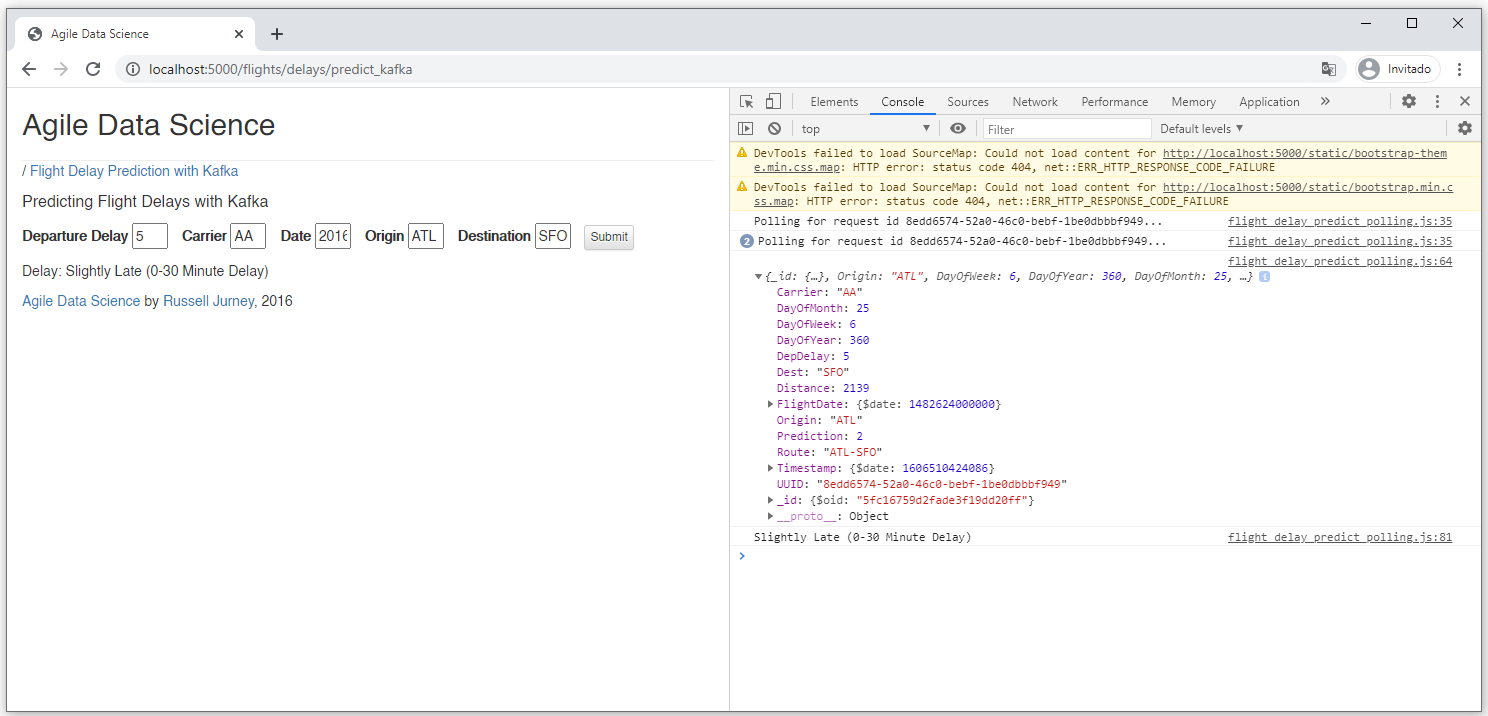 Agile Data Science
localhost:5000/flights/delays/predict_kafka
Invitado
Agile Data Science
/ Flight Delay Prediction with Kafka
Predicting Flight Delays with Kafka
Departure Delay 5 Carrier AA Date 2016 Origin ATL Destination SFO Submit
Delay: Slightly Late (0-30 Minute Delay)
Agile Data Science by Russell Jurney, 2016
Elements Console Sources Network Performance Memory Application »
top Filter Default levels
DevTools failed to load SourceMap: Could not load content for http://localhost:5000/static/bootstrap-them
e.min.css.map: HTTP error: status code 404, net::ERR_HTTP_RESPONSE_CODE_FAILURE
DevTools failed to load SourceMap: Could not load content for http://localhost:5000/static/bootstrap.min.c
ss.map: HTTP error: status code 404, net::ERR_HTTP_RESPONSE_CODE_FAILURE
Polling for request id 8edd6574-52a0-46c0-bebf-1be0dbbbf949... flight_delay_predict_polling.js:35
2 Polling for request id 8edd6574-52a0-46c0-bebf-1be0dbbbf949... flight_delay_predict_polling.js:35
flight_delay_predict_polling.js:64
{_id: {…}, Origin: "ATL", DayOfWeek: 6, DayOfYear: 360, DayOfMonth: 25, …} i
Carrier: "AA"
DayOfMonth: 25
DayOfWeek: 6
DayOfYear: 360
DepDelay: 5
Dest: "SFO"
Distance: 2139
FlightDate: {$date: 1482624000000}
Origin: "ATL"
Prediction: 2
Route: "ATL-SFO"
Timestamp: {$date: 1606510424086}
UUID: "8edd6574-52a0-46c0-bebf-1be0dbbbf949"
_id: {$oid: "5fc16759d2fade3f19dd20ff"}
__proto__: Object
Slightly Late (0-30 Minute Delay) flight_delay_predict_polling.js:81